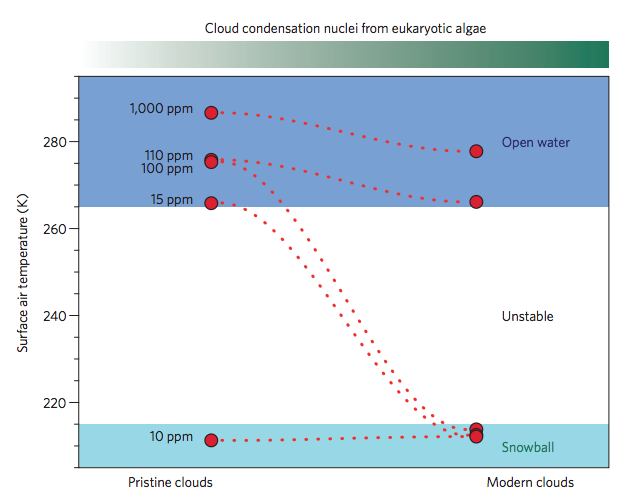 Cloud condensation nuclei from eukaryotic algae
1,000 ppm
280
Open water
110 ppm
100 ppm
15 ppm
260
Surface air temperature (K)
240
Unstable
220
10 ppm
Snowball
Pristine clouds
Modern clouds